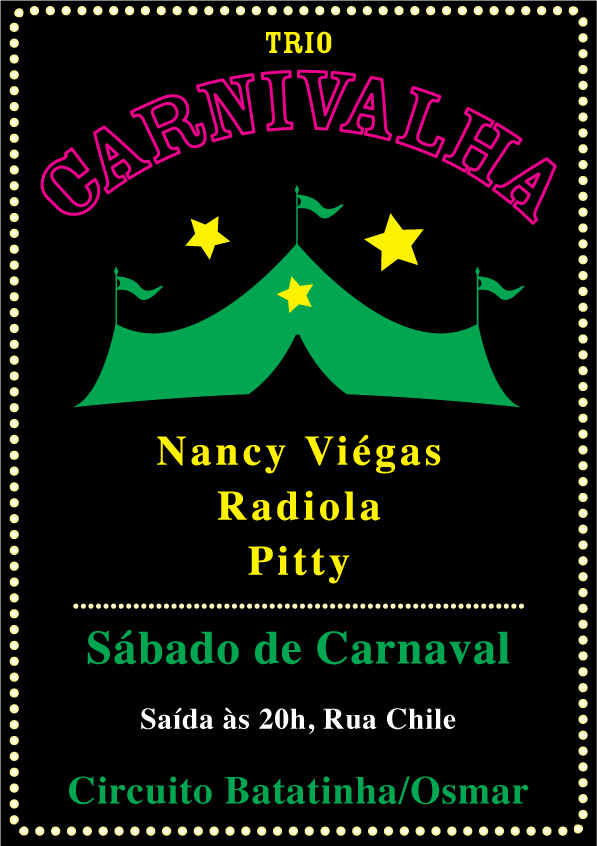 TRIO
CARNIVALHA
Nancy Viégas
Radiola
Pitty
Sábado de Carnaval
Saída às 20h, Rua Chile
Circuito Batatinha/Osmar